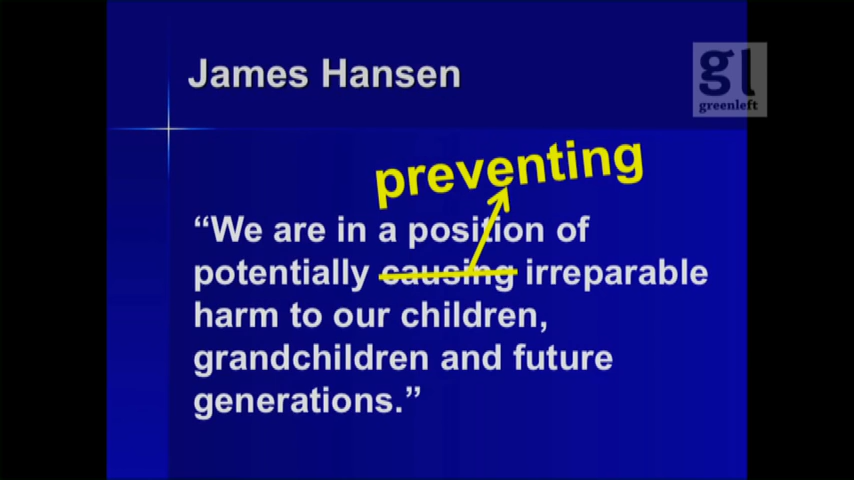 James Hansen
gl
greenleft
preventing
“We are in a position of
potentially causing irreparable
harm to our children,
grandchildren and future
generations.”